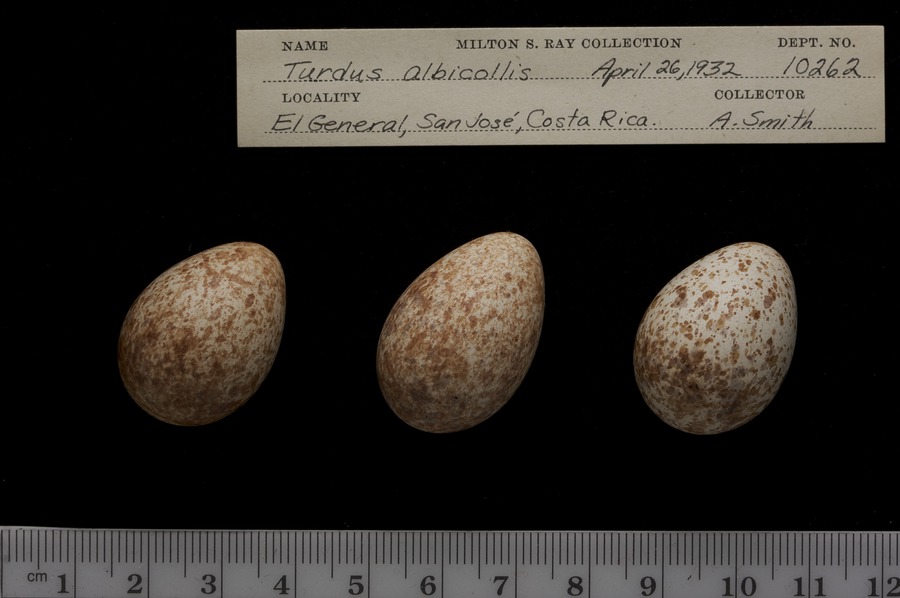 NAME MILTON S. RAY COLLECTION DEPT. NO.
Turdus albicollis April 26, 1932 10262
LOCALITY COLLECTOR
El General, San José, Costa Rica. A. Smith
cm 1 2 3 4 5 6 7 8 9 10 11 12